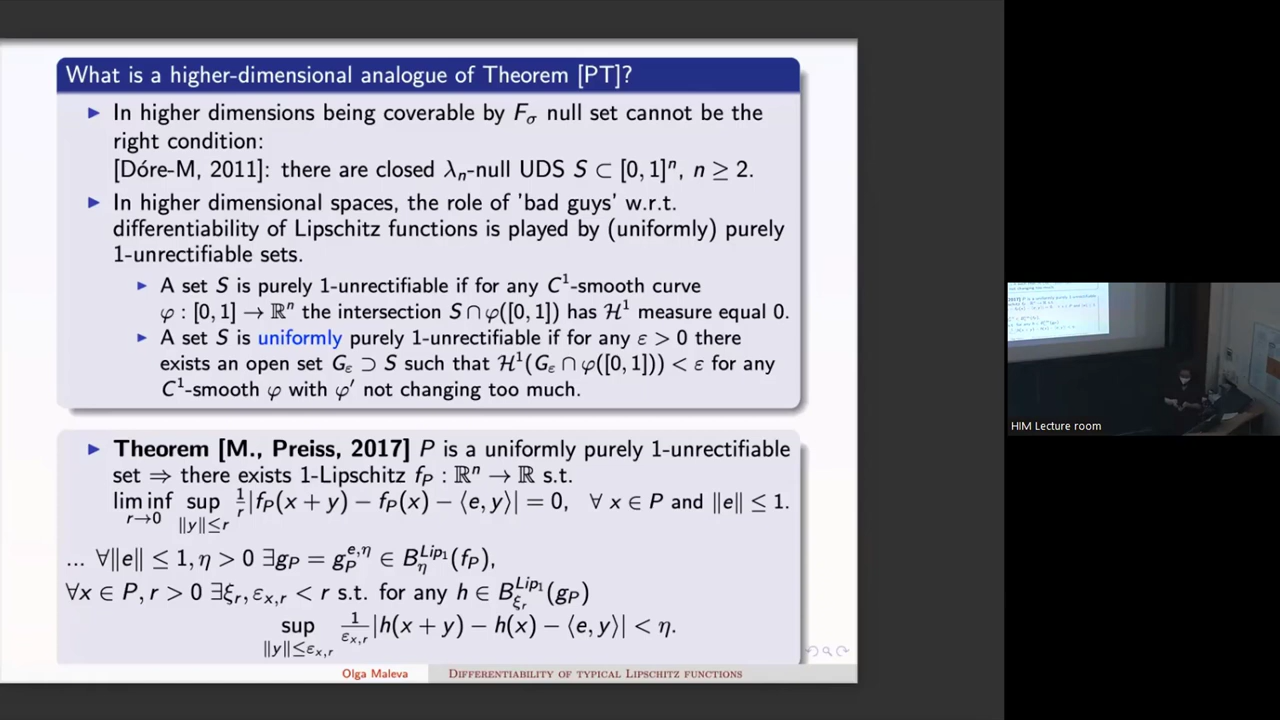 What is a higher-dimensional analogue of Theorem [PT]?
▶ In higher dimensions being coverable by F_σ null set cannot be the
right condition:
[Dóre-M, 2011]: there are closed λ_n-null UDS S ⊂ [0, 1]^n, n ≥ 2.
▶ In higher dimensional spaces, the role of 'bad guys' w.r.t.
differentiability of Lipschitz functions is played by (uniformly) purely
1-unrectifiable sets.
▶ A set S is purely 1-unrectifiable if for any C^1-smooth curve
φ : [0, 1] → ℝ^n the intersection S ∩ φ([0, 1]) has ℋ^1 measure equal 0.
▶ A set S is uniformly purely 1-unrectifiable if for any ε > 0 there
exists an open set G_ε ⊃ S such that ℋ^1(G_ε ∩ φ([0, 1])) < ε for any
C^1-smooth φ with φ′ not changing too much.
▶ Theorem [M., Preiss, 2017] P is a uniformly purely 1-unrectifiable
set ⇒ there exists 1-Lipschitz f_P : ℝ^n → ℝ s.t.
lim inf_{r→0} sup_{‖y‖≤r} 1/r |f_P(x + y) − f_P(x) − ⟨e, y⟩| = 0, ∀ x ∈ P and ‖e‖ ≤ 1.
... ∀‖e‖ ≤ 1, η > 0 ∃g_P = g_P^{e,η} ∈ B_η^{Lip_1}(f_P),
∀x ∈ P, r > 0 ∃ξ_r, ε_{x,r} < r s.t. for any h ∈ B_{ξ_r}^{Lip_1}(g_P)
sup_{‖y‖≤ε_{x,r}} 1/ε_{x,r} |h(x + y) − h(x) − ⟨e, y⟩| < η.
Olga Maleva DIFFERENTIABILITY OF TYPICAL LIPSCHITZ FUNCTIONS
HIM Lecture room